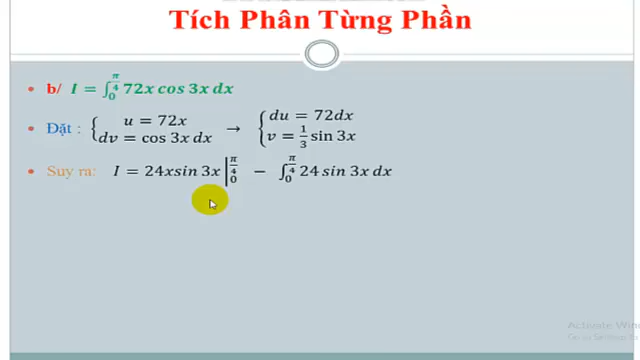 Tích Phân Từng Phần
b/ I = ∫₀^{π/4} 72x cos 3x dx
Đặt : { u = 72x ; dv = cos 3x dx → { du = 72dx ; v = 1/3 sin 3x
Suy ra: I = 24x sin 3x |₀^{π/4} − ∫₀^{π/4} 24 sin 3x dx
Activate Win
Go to Settings to